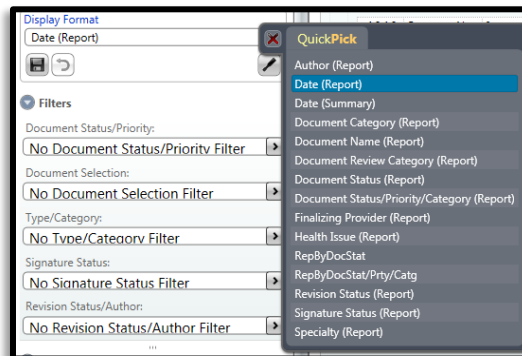 Display Format
Date (Report)
Filters
Document Status/Priority:
No Document Status/Priority Filter
Document Selection:
No Document Selection Filter
Type/Category:
No Type/Category Filter
Signature Status:
No Signature Status Filter
Revision Status/Author:
No Revision Status/Author Filter
QuickPick
Author (Report)
Date (Report)
Date (Summary)
Document Category (Report)
Document Name (Report)
Document Review Category (Report)
Document Status (Report)
Document Status/Priority/Category (Report)
Finalizing Provider (Report)
Health Issue (Report)
RepByDocStat
RepByDocStat/Prty/Catg
Revision Status (Report)
Signature Status (Report)
Specialty (Report)